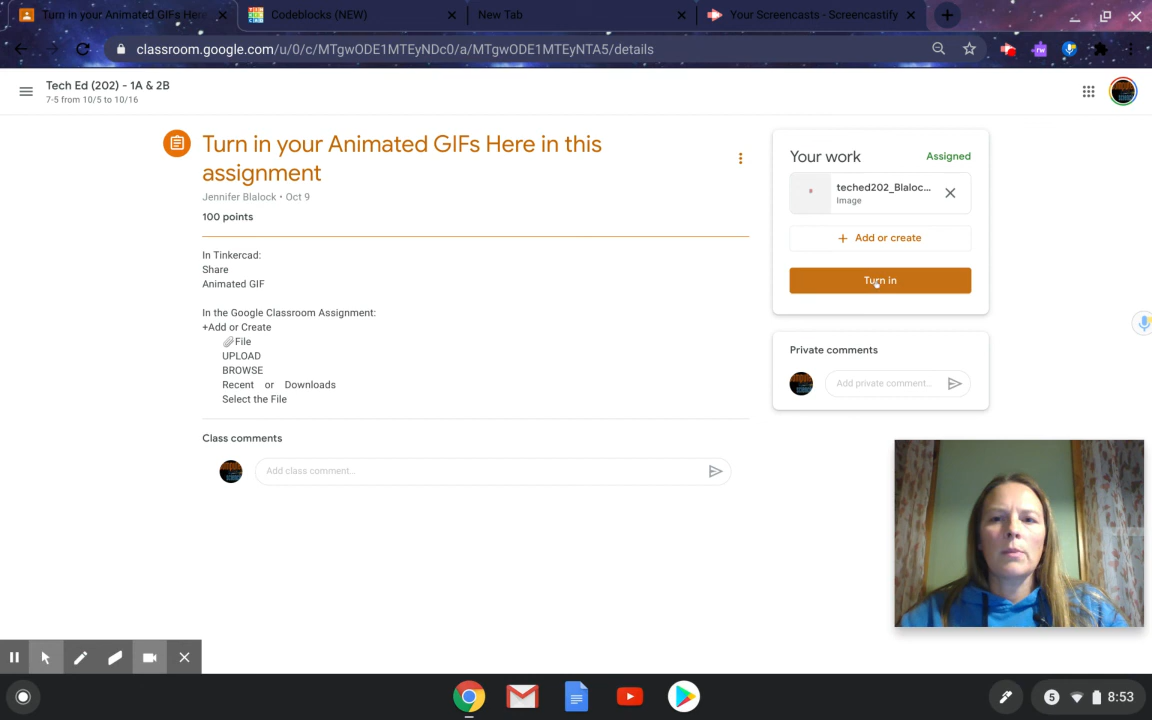 Turn in your Animated GIFs Here
Codeblocks (NEW)
New Tab
Your Screencasts - Screencastify
classroom.google.com/u/0/c/MTgwODE1MTEyNDc0/a/MTgwODE1MTEyNTA5/details
Tech Ed (202) - 1A & 2B
7-5 from 10/5 to 10/16
Turn in your Animated GIFs Here in this
assignment
Jennifer Blalock • Oct 9
100 points
In Tinkercad:
Share
Animated GIF
In the Google Classroom Assignment:
+Add or Create
File
UPLOAD
BROWSE
Recent or Downloads
Select the File
Class comments
Add class comment...
Your work
Assigned
teched202_Blaloc...
Image
+ Add or create
Turn in
Private comments
Add private comment...
rw
5
8:53